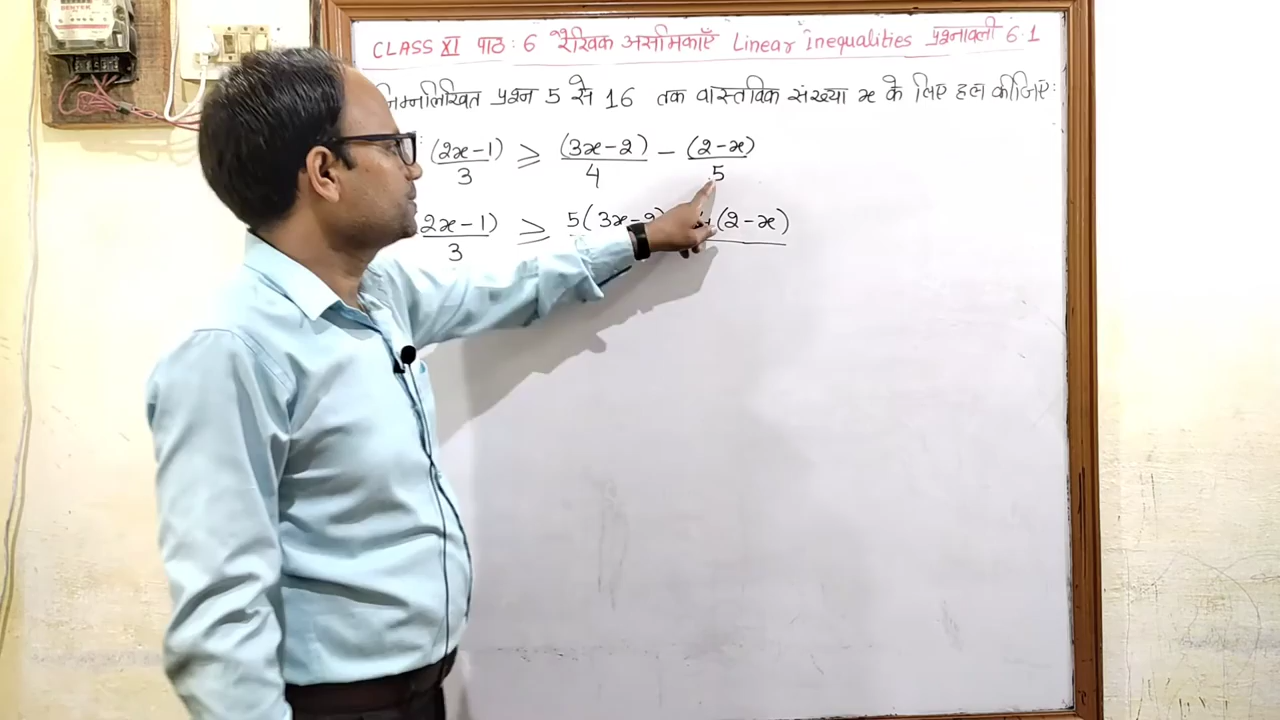 CLASS XI पाठ : 6 रैखिक असमिकाएँ Linear Inequalities प्रश्नावली 6.1
निम्नलिखित प्रश्न 5 से 16 तक वास्तविक संख्या x के लिए हल कीजिए:
(2x-1)/3 ≥ (3x-2)/4 - (2-x)/5
2x-1)/3 ≥ 5(3x-2) (2-x)